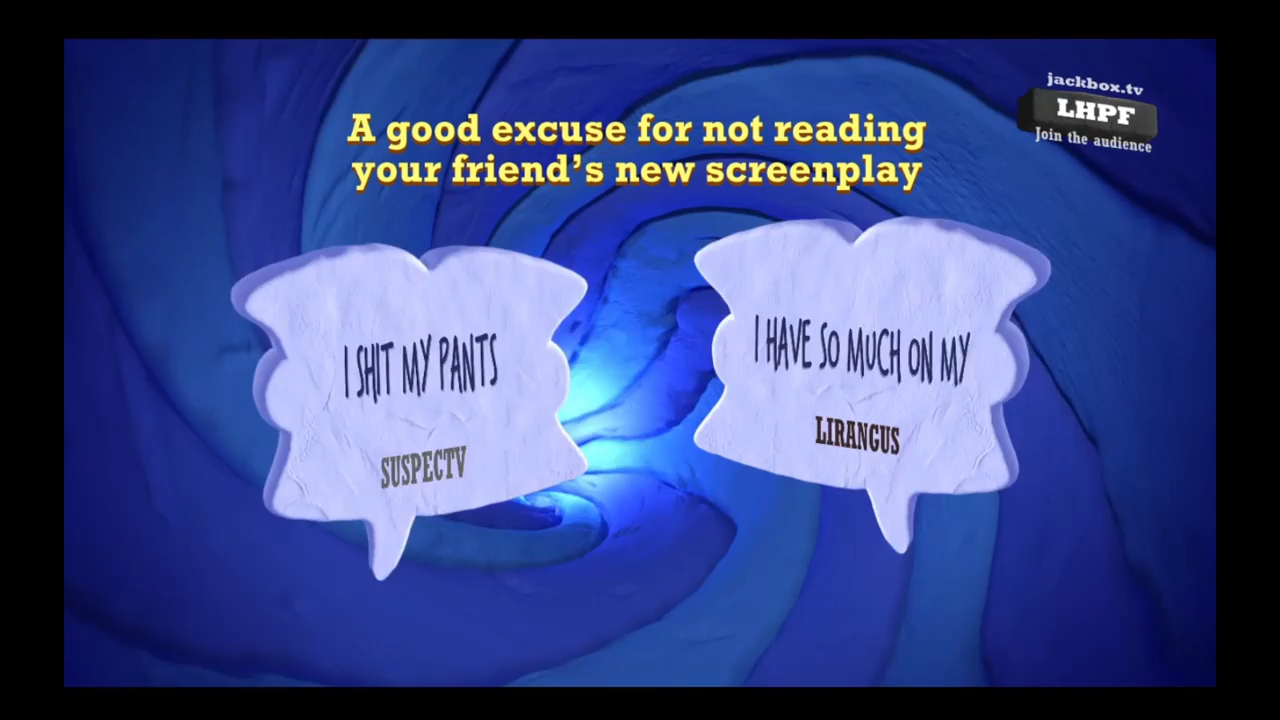 jackbox.tv
LHPF
Join the audience
A good excuse for not reading
your friend's new screenplay
I SHIT MY PANTS
SUSPECTV
I HAVE SO MUCH ON MY
LIRANGUS